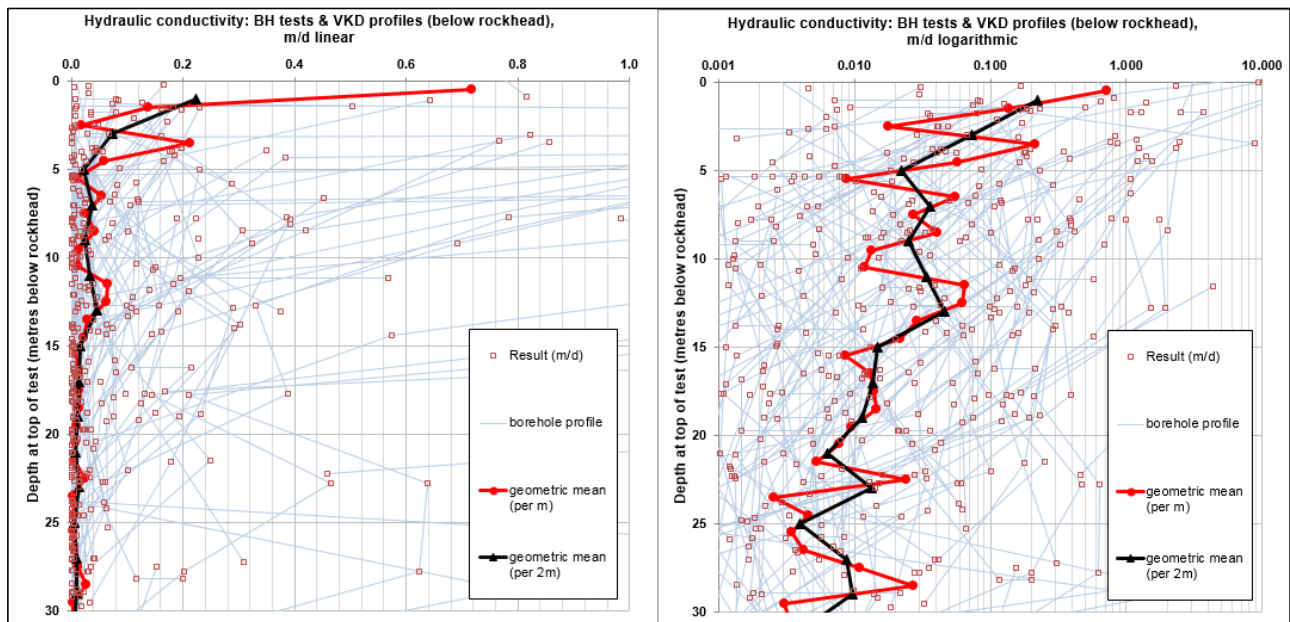 Hydraulic conductivity: BH tests & VKD profiles (below rockhead),
m/d linear
0.0 0.2 0.4 0.6 0.8 1.0
0
5
10
15
20
25
30
Depth at top of test (metres below rockhead)
Result (m/d)
borehole profile
geometric mean
(per m)
geometric mean
(per 2m)
Hydraulic conductivity: BH tests & VKD profiles (below rockhead),
m/d logarithmic
0.001 0.010 0.100 1.000 10.000
0
5
10
15
20
25
30
Depth at top of test (metres below rockhead)
Result (m/d)
borehole profile
geometric mean
(per m)
geometric mean
(per 2m)